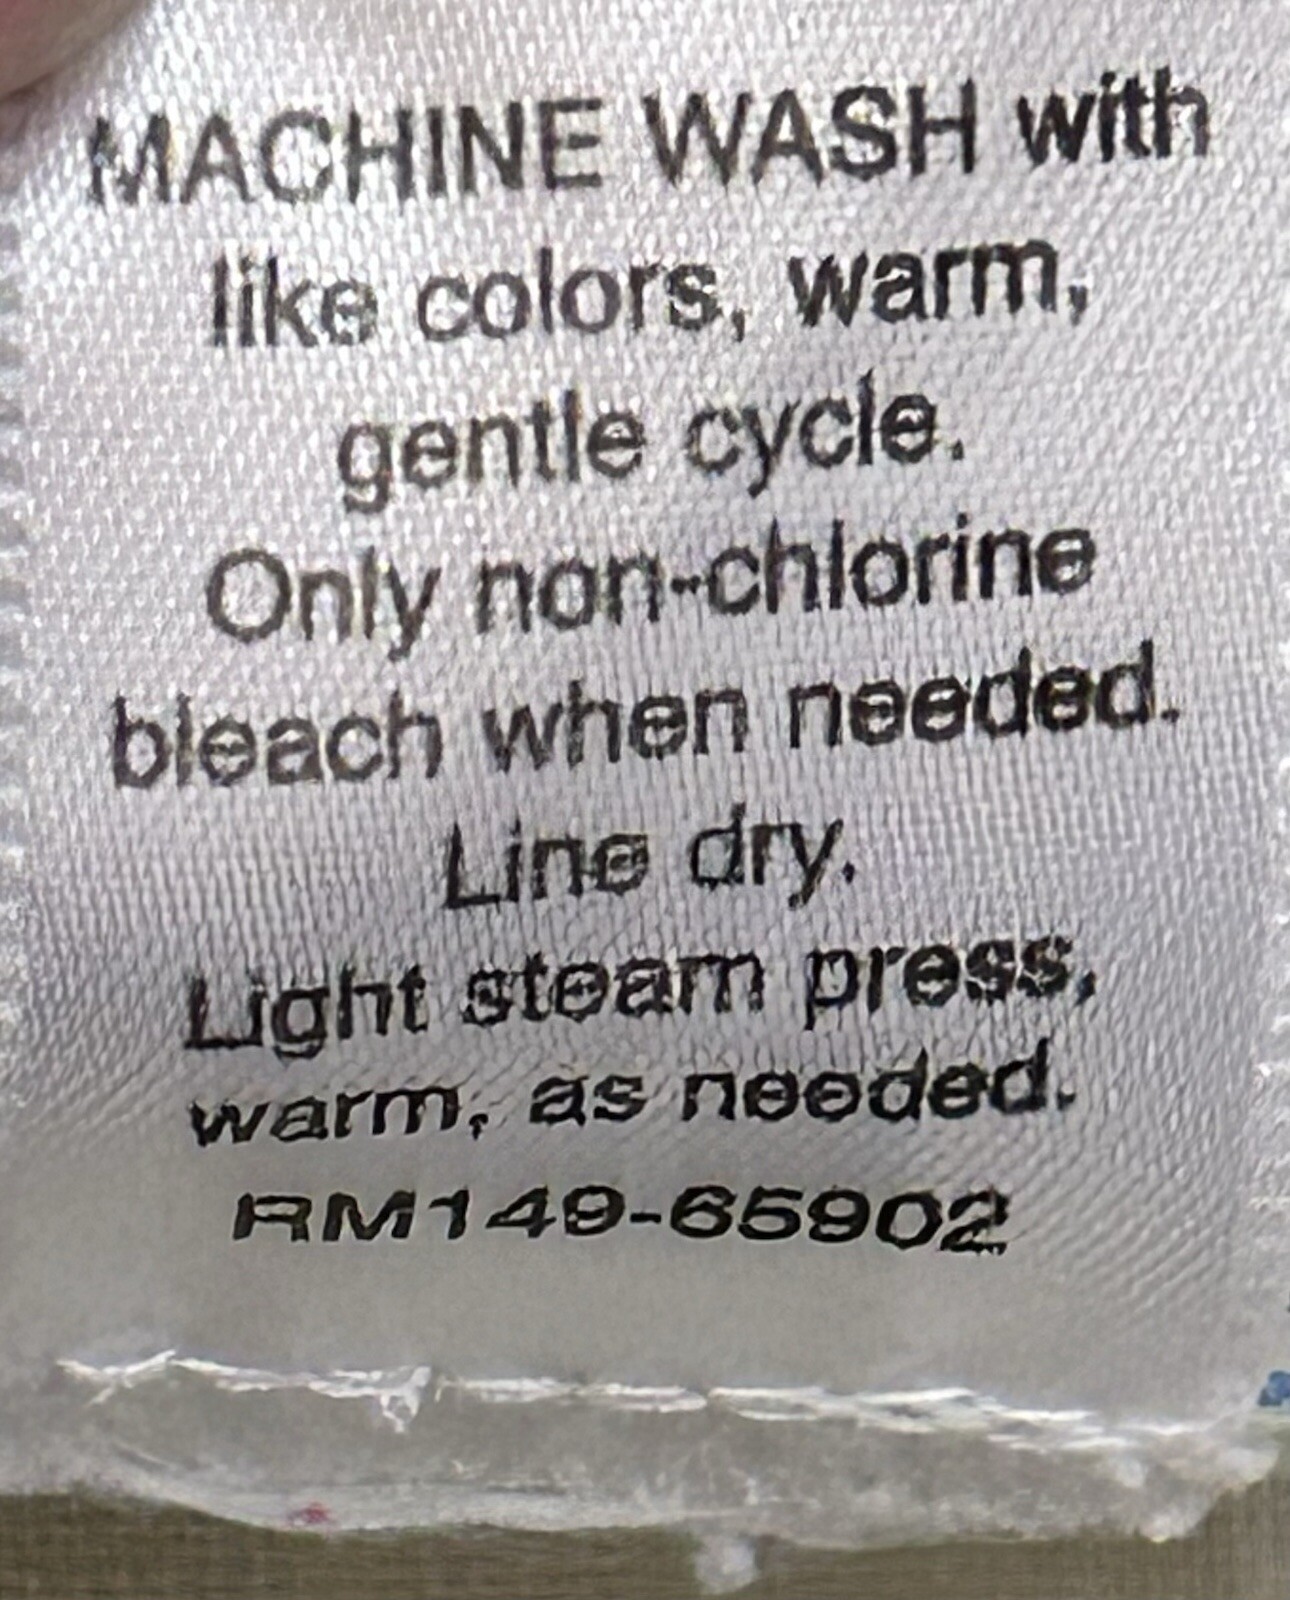 MACHINE WASH with
like colors, warm,
gentle cycle.
Only non-chlorine
bleach when needed.
Line dry.
Light steam press,
warm, as needed.
RM149-65902